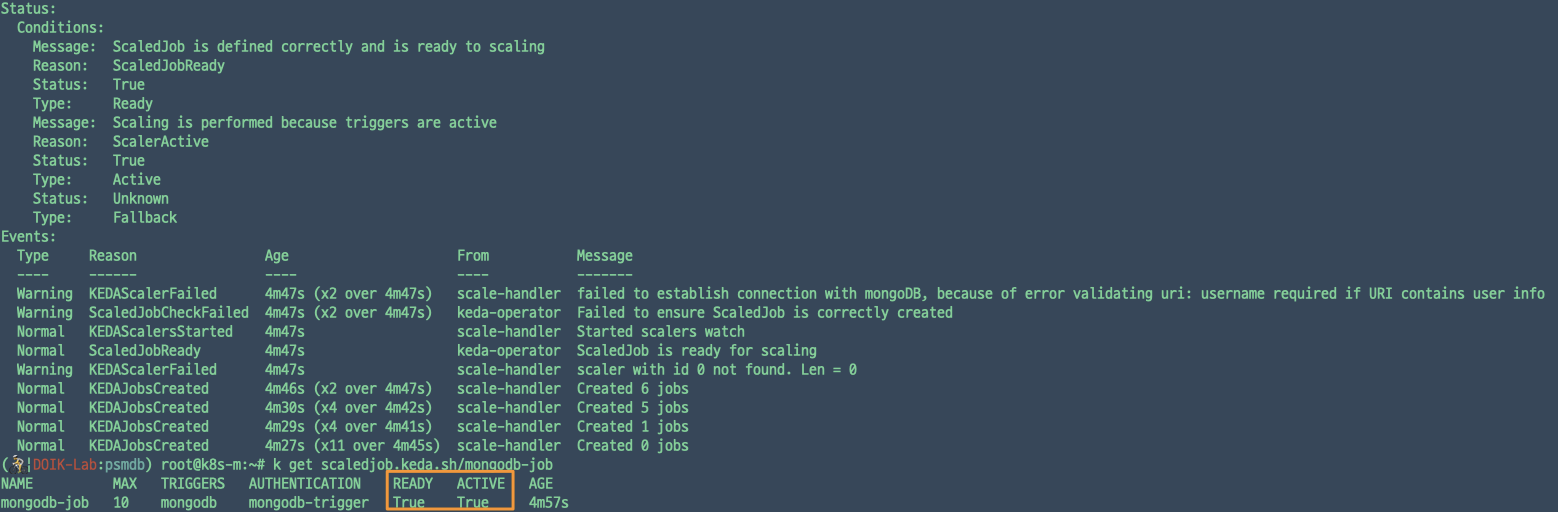 Status:
  Conditions:
    Message:  ScaledJob is defined correctly and is ready to scaling
    Reason:   ScaledJobReady
    Status:   True
    Type:     Ready
    Message:  Scaling is performed because triggers are active
    Reason:   ScalerActive
    Status:   True
    Type:     Active
    Status:   Unknown
    Type:     Fallback
Events:
  Type     Reason                Age                     From           Message
  ----     ------                ----                    ----           -------
  Warning  KEDAScalerFailed      4m47s (x2 over 4m47s)   scale-handler  failed to establish connection with mongoDB, because of error validating uri: username required if URI contains user info
  Warning  ScaledJobCheckFailed  4m47s (x2 over 4m47s)   keda-operator  Failed to ensure ScaledJob is correctly created
  Normal   KEDAScalersStarted    4m47s                   scale-handler  Started scalers watch
  Normal   ScaledJobReady        4m47s                   keda-operator  ScaledJob is ready for scaling
  Warning  KEDAScalerFailed      4m47s                   scale-handler  scaler with id 0 not found. Len = 0
  Normal   KEDAJobsCreated       4m46s (x2 over 4m47s)   scale-handler  Created 6 jobs
  Normal   KEDAJobsCreated       4m30s (x4 over 4m42s)   scale-handler  Created 5 jobs
  Normal   KEDAJobsCreated       4m29s (x4 over 4m41s)   scale-handler  Created 1 jobs
  Normal   KEDAJobsCreated       4m27s (x11 over 4m45s)  scale-handler  Created 0 jobs
(|DOIK-Lab:psmdb) root@k8s-m:~# k get scaledjob.keda.sh/mongodb-job
NAME          MAX   TRIGGERS   AUTHENTICATION    READY   ACTIVE   AGE
mongodb-job   10    mongodb    mongodb-trigger   True    True     4m57s